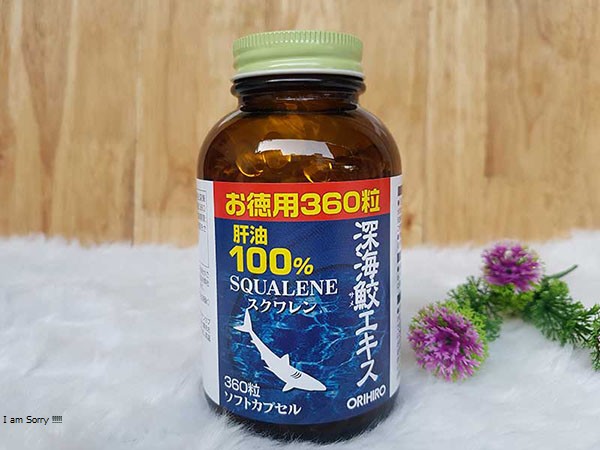 お徳用360粒
肝油
100%
SQUALENE
スクワレン
深海鮫エキス
360粒
ソフトカプセル
ORIHIRO
I am Sorry !!!!!